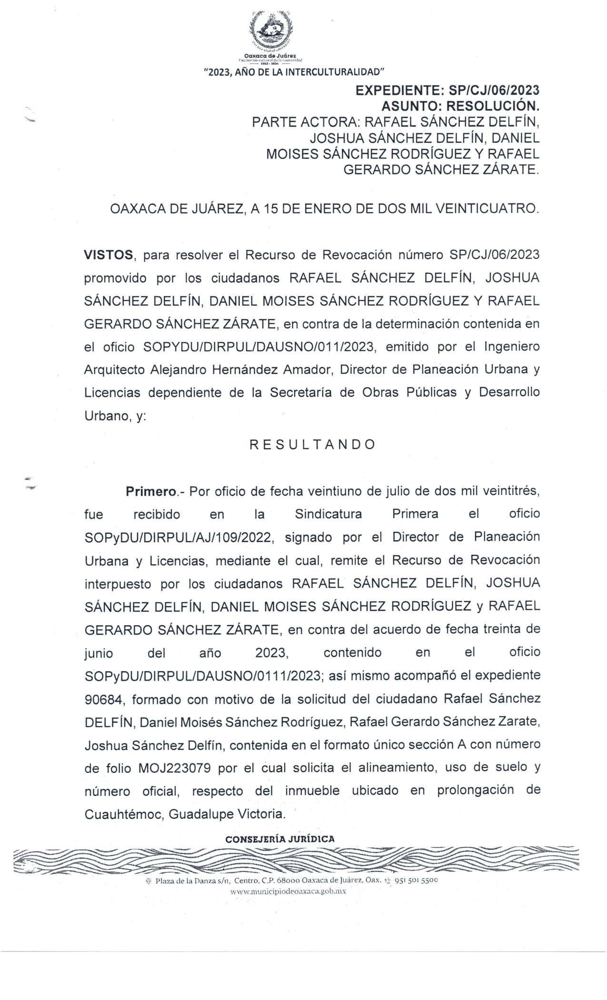 Por una ciudad educadora
Oaxaca de Juárez
Patrimonio cultural de la humanidad
2022 - 2024
"2023, AÑO DE LA INTERCULTURALIDAD"
EXPEDIENTE: SP/CJ/06/2023
ASUNTO: RESOLUCIÓN.
PARTE ACTORA: RAFAEL SÁNCHEZ DELFÍN,
JOSHUA SÁNCHEZ DELFÍN, DANIEL
MOISES SÁNCHEZ RODRÍGUEZ Y RAFAEL
GERARDO SÁNCHEZ ZÁRATE.
OAXACA DE JUÁREZ, A 15 DE ENERO DE DOS MIL VEINTICUATRO.
VISTOS, para resolver el Recurso de Revocación número SP/CJ/06/2023
promovido por los ciudadanos RAFAEL SÁNCHEZ DELFÍN, JOSHUA
SÁNCHEZ DELFÍN, DANIEL MOISES SÁNCHEZ RODRÍGUEZ Y RAFAEL
GERARDO SÁNCHEZ ZÁRATE, en contra de la determinación contenida en
el oficio SOPYDU/DIRPUL/DAUSNO/011/2023, emitido por el Ingeniero
Arquitecto Alejandro Hernández Amador, Director de Planeación Urbana y
Licencias dependiente de la Secretaría de Obras Públicas y Desarrollo
Urbano, y:
R E S U L T A N D O
Primero.- Por oficio de fecha veintiuno de julio de dos mil veintitrés,
fue recibido en la Sindicatura Primera el oficio
SOPyDU/DIRPUL/AJ/109/2022, signado por el Director de Planeación
Urbana y Licencias, mediante el cual, remite el Recurso de Revocación
interpuesto por los ciudadanos RAFAEL SÁNCHEZ DELFÍN, JOSHUA
SÁNCHEZ DELFÍN, DANIEL MOISES SÁNCHEZ RODRÍGUEZ y RAFAEL
GERARDO SÁNCHEZ ZÁRATE, en contra del acuerdo de fecha treinta de
junio del año 2023, contenido en el oficio
SOPyDU/DIRPUL/DAUSNO/0111/2023; así mismo acompañó el expediente
90684, formado con motivo de la solicitud del ciudadano Rafael Sánchez
DELFÍN, Daniel Moisés Sánchez Rodríguez, Rafael Gerardo Sánchez Zarate,
Joshua Sánchez Delfín, contenida en el formato único sección A con número
de folio MOJ223079 por el cual solicita el alineamiento, uso de suelo y
número oficial, respecto del inmueble ubicado en prolongación de
Cuauhtémoc, Guadalupe Victoria.
CONSEJERÍA JURÍDICA
Plaza de la Danza s/n, Centro, C.P. 68000 Oaxaca de Juárez, Oax. 951 501 5500
www.municipiodeoaxaca.gob.mx